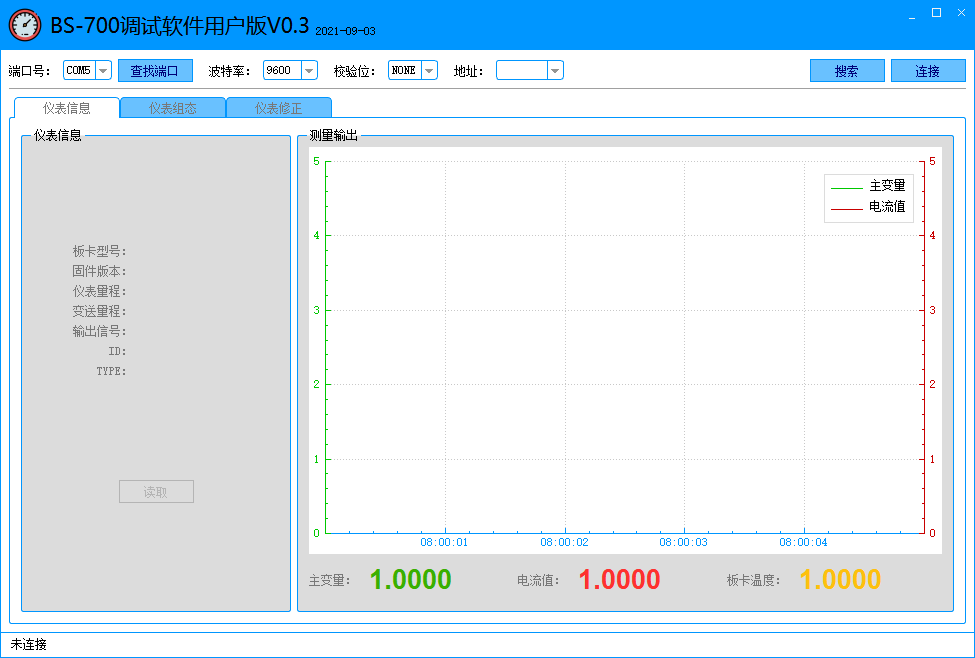 BS-700调试软件用户版V0.3 2021-09-03
端口号: COM5 查找端口 波特率: 9600 校验位: NONE 地址: 搜索 连接
仪表信息 仪表组态 仪表修正
仪表信息
板卡型号:
固件版本:
仪表量程:
变送量程:
输出信号:
ID:
TYPE:
读取
测量输出
5 5
主变量
电流值
4 4
3 3
2 2
1 1
0 0
08:00:01 08:00:02 08:00:03 08:00:04
主变量: 1.0000 电流值: 1.0000 板卡温度: 1.0000
未连接